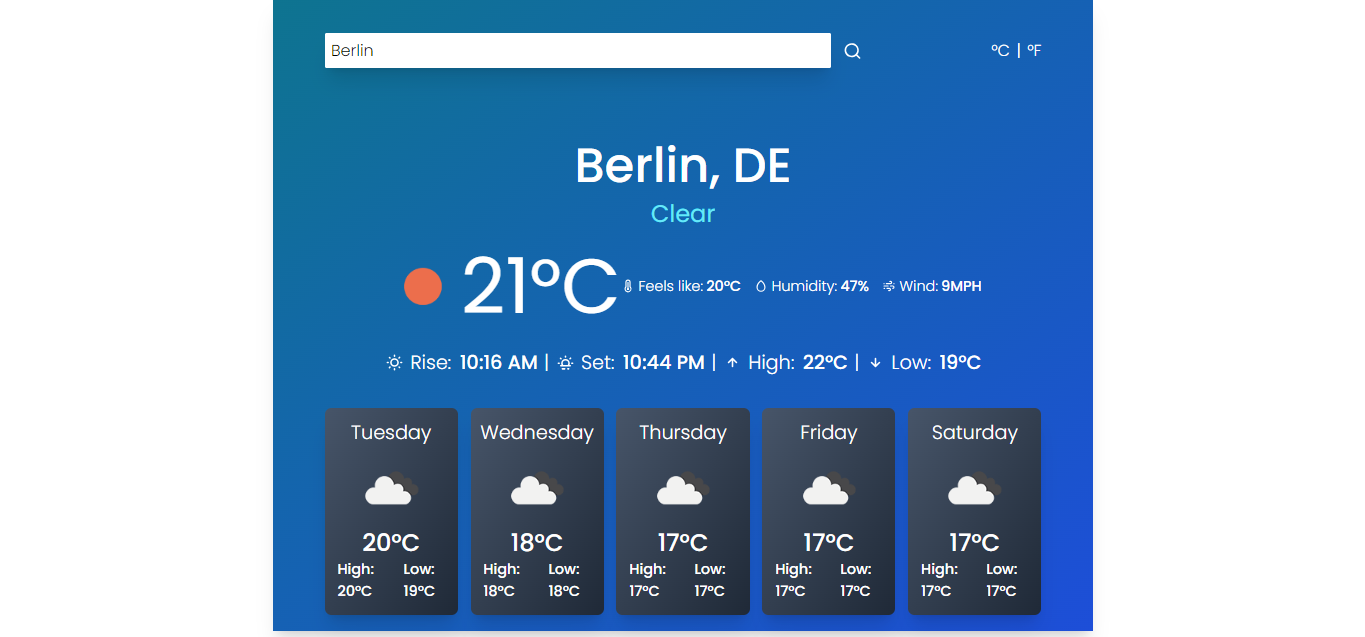 Berlin
°C | °F
Berlin, DE
Clear
21°C
Feels like: 20°C Humidity: 47% Wind: 9MPH
Rise: 10:16 AM | Set: 10:44 PM | High: 22°C | Low: 19°C
Tuesday
20°C
High: Low:
20°C 19°C
Wednesday
18°C
High: Low:
18°C 18°C
Thursday
17°C
High: Low:
17°C 17°C
Friday
17°C
High: Low:
17°C 17°C
Saturday
17°C
High: Low:
17°C 17°C